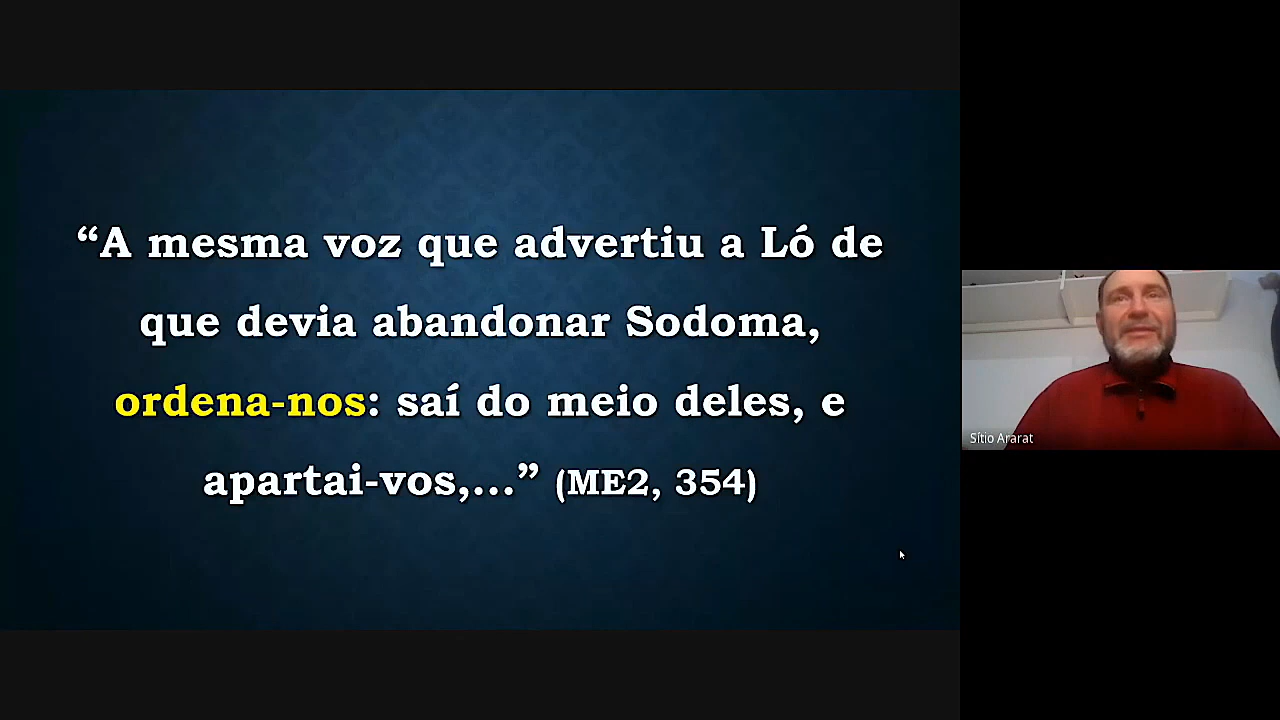 “A mesma voz que advertiu a Ló de
que devia abandonar Sodoma,
ordena-nos: saí do meio deles, e
apartai-vos,...” (ME2, 354)
Sítio Ararat